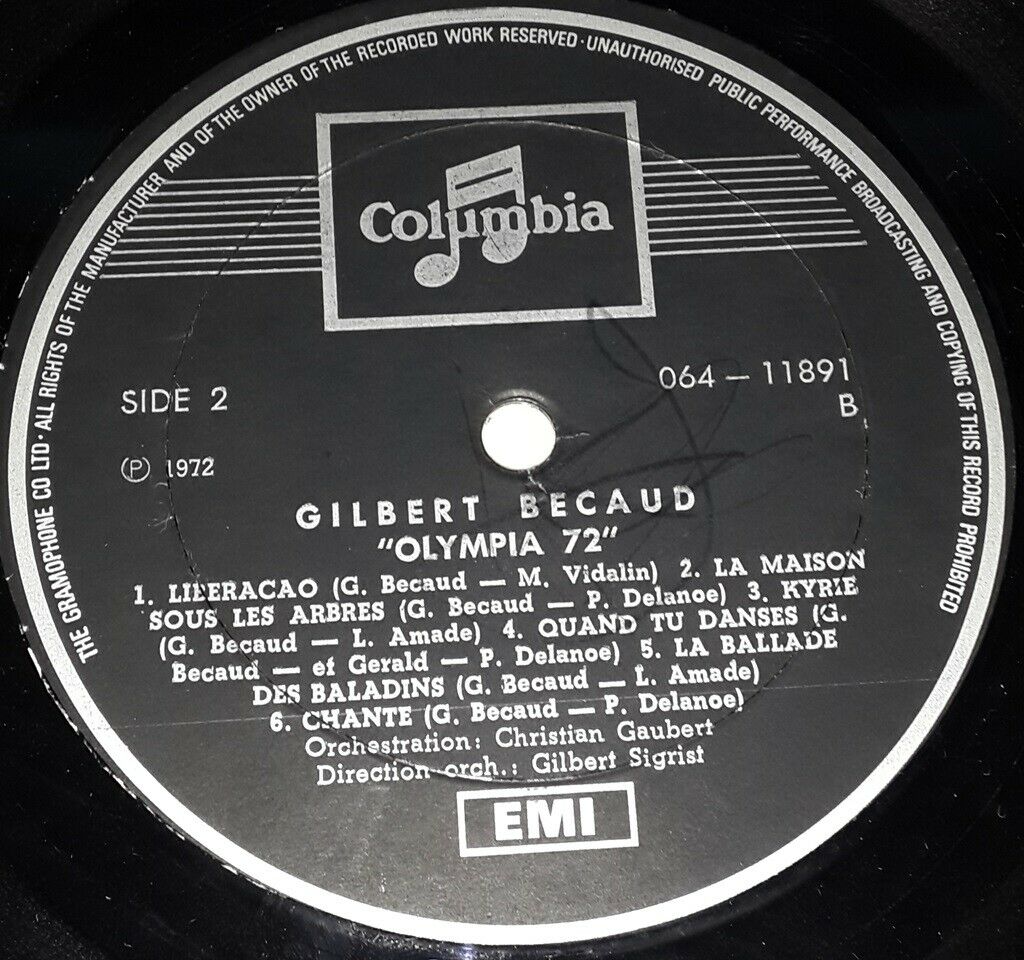 THE GRAMOPHONE CO LTD · ALL RIGHTS OF THE MANUFACTURER AND OF THE OWNER OF THE RECORDED WORK RESERVED · UNAUTHORISED PUBLIC PERFORMANCE BROADCASTING AND COPYING OF THIS RECORD PROHIBITED
Columbia
064 — 11891
SIDE 2
B
Ⓟ 1972
GILBERT BECAUD
"OLYMPIA 72"
1. LIBERACAO (G. Becaud — M. Vidalin) 2. LA MAISON
SOUS LES ARBRES (G. Becaud — P. Delanoe) 3. KYRIE
(G. Becaud — L. Amade) 4. QUAND TU DANSES (G.
Becaud — et Gerald — P. Delanoe) 5. LA BALLADE
DES BALADINS (G. Becaud — L. Amade)
6. CHANTE (G. Becaud — P. Delanoe)
Orchestration: Christian Gaubert
Direction orch.: Gilbert Sigrist
EMI